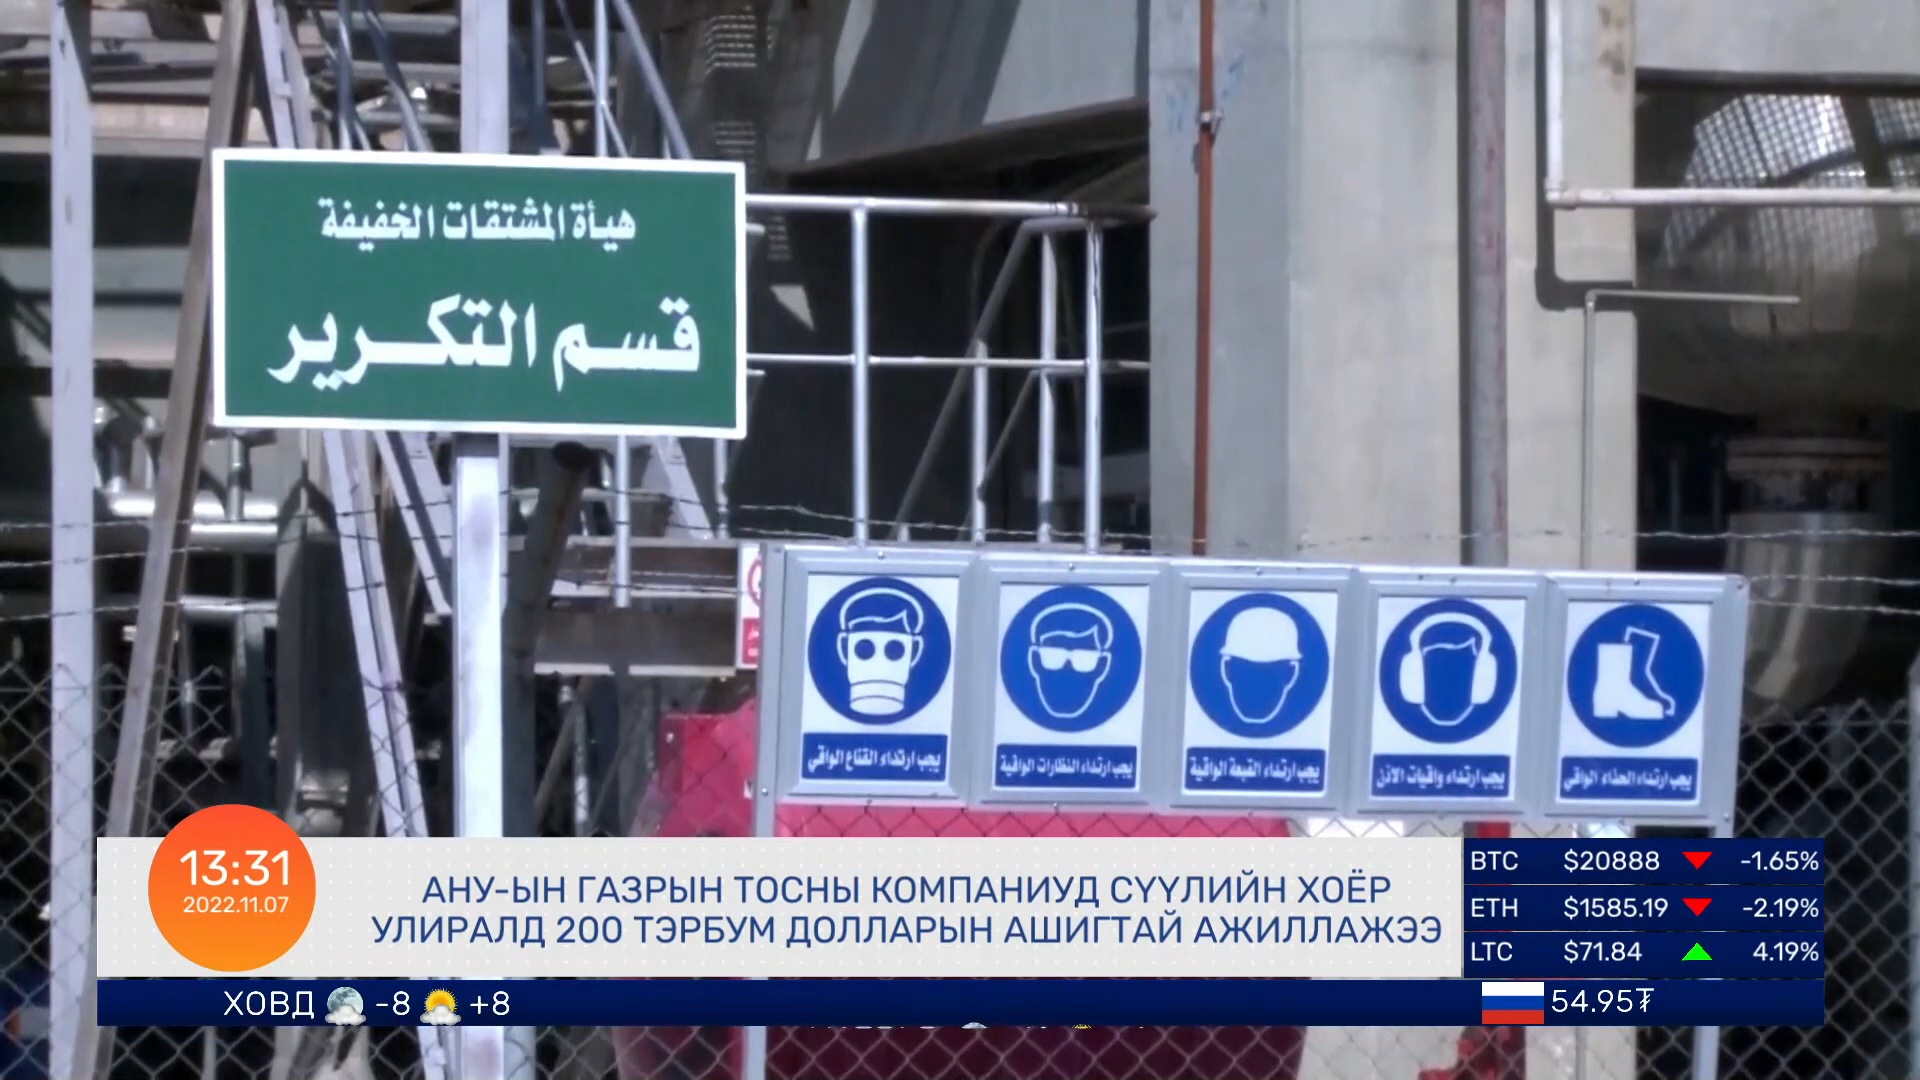 هيأة المشتقات الخفيفة
قسم التكرير
يجب ارتداء القناع الواقي
يجب ارتداء النظارات الواقية
يجب ارتداء القبعة الواقية
يجب ارتداء واقيات الاذن
يجب ارتداء الحذاء الواقي
13:31
2022.11.07
АНУ-ЫН ГАЗРЫН ТОСНЫ КОМПАНИУД СҮҮЛИЙН ХОЁР
УЛИРАЛД 200 ТЭРБУМ ДОЛЛАРЫН АШИГТАЙ АЖИЛЛАЖЭЭ
BTC $20888 -1.65%
ETH $1585.19 -2.19%
LTC $71.84 4.19%
ХОВД -8 +8
54.95₮